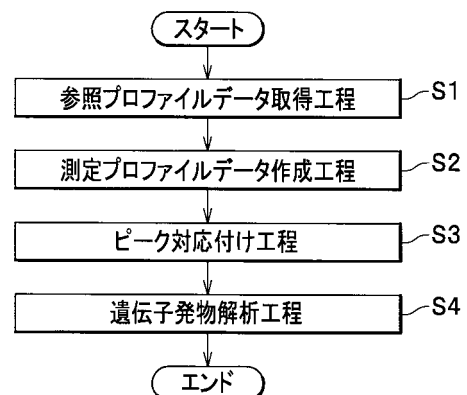 スタート
参照プロファイルデータ取得工程 S1
測定プロファイルデータ作成工程 S2
ピーク対応付け工程 S3
遺伝子発物解析工程 S4
エンド